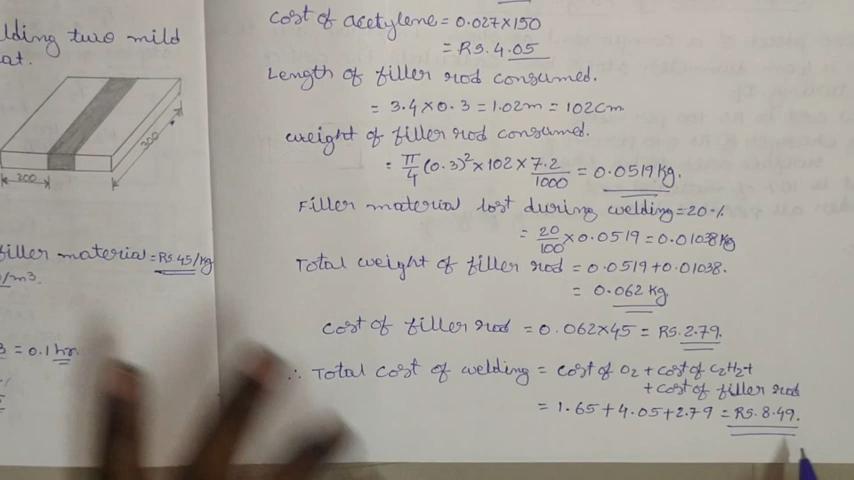 lding two mild
at.
300
200
filler material = Rs.45/kg
/m3.
3 = 0.1 hr.
cost of acetylene = 0.027×150
= Rs.4.05
Length of filler rod consumed.
= 3.4×0.3 = 1.02m = 102cm
weight of filler rod consumed.
= π/4 (0.3)²×102×7.2/1000 = 0.0519 kg.
Filler material lost during welding = 20%
= 20/100 × 0.0519 = 0.01038 kg
Total weight of filler rod = 0.0519+0.01038.
= 0.062 kg
cost of filler rod = 0.062×45 = Rs.2.79.
∴ Total cost of welding = cost of O2 + cost of C2H2+
+cost of filler rod
= 1.65+4.05+2.79 = Rs.8.49.